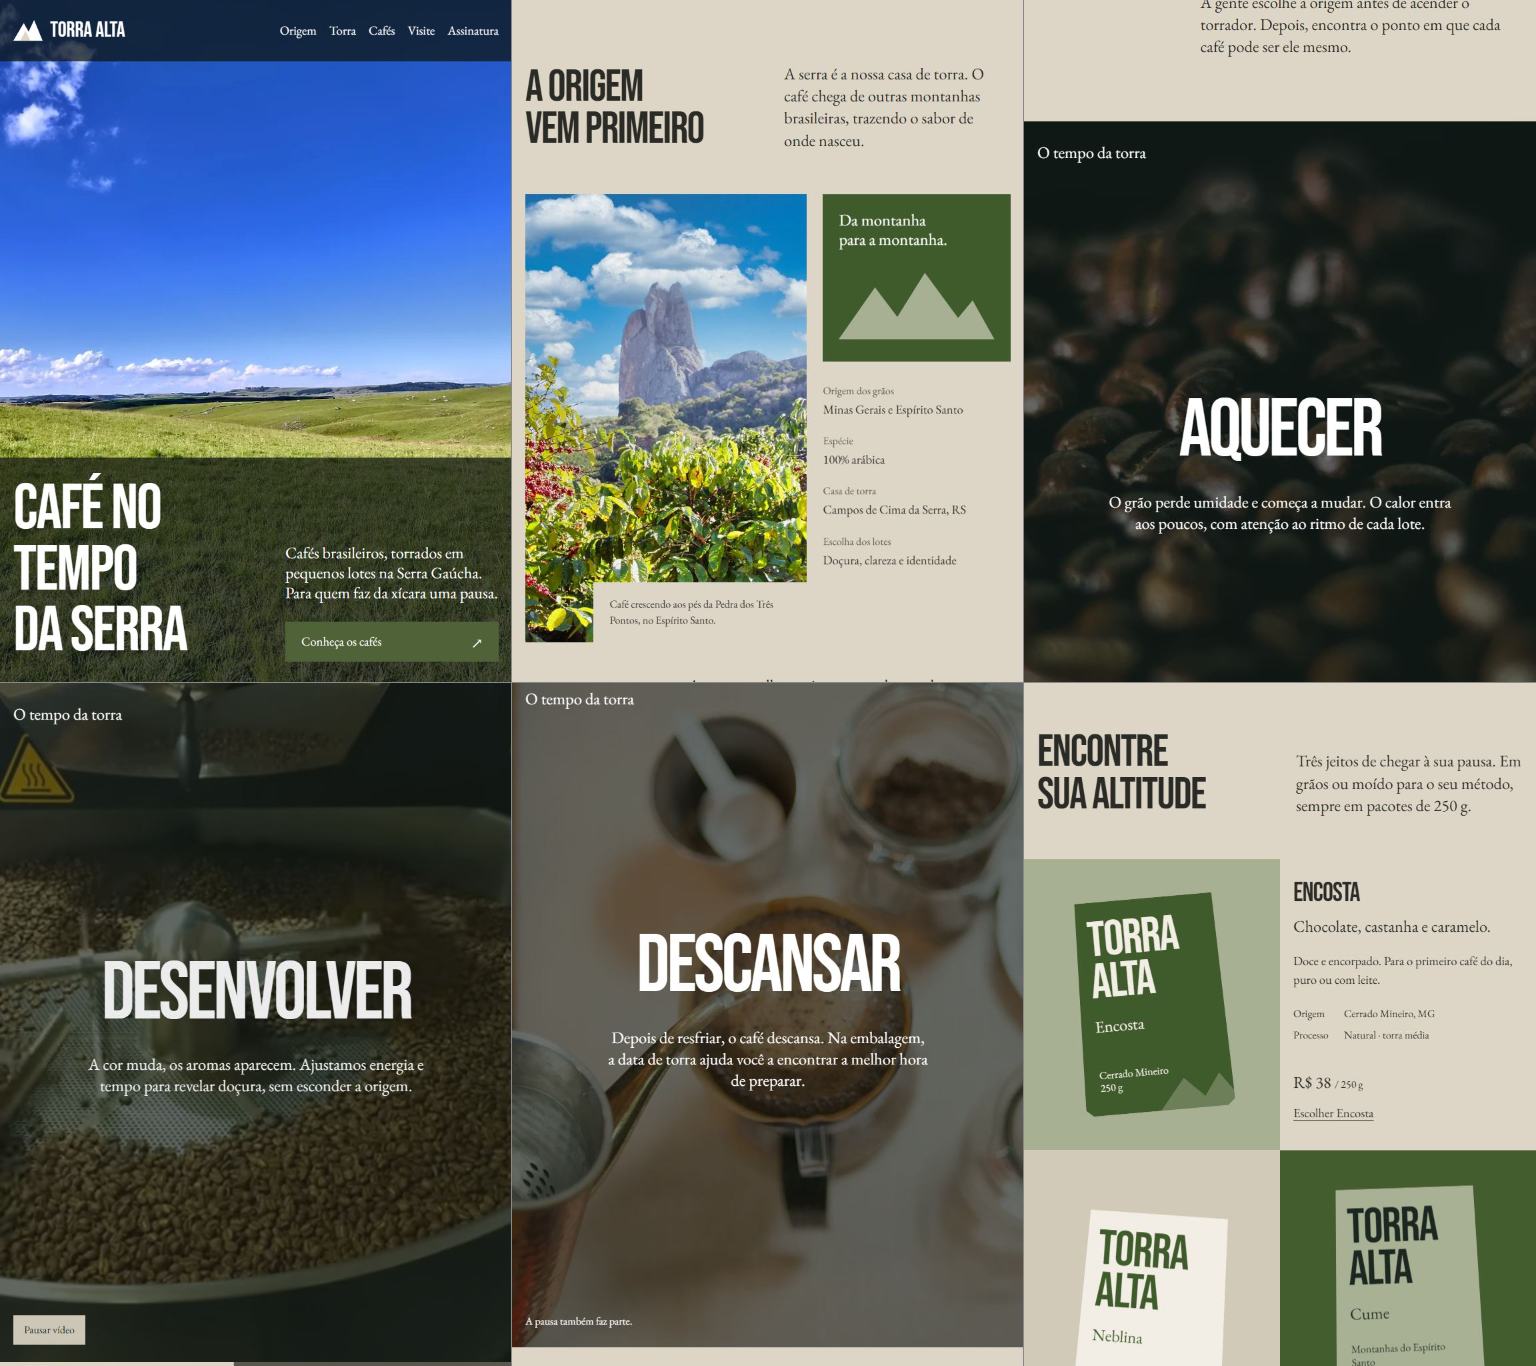 TORRA ALTA
Origem Torra Cafés Visite Assinatura
CAFÉ NO
TEMPO
DA SERRA
Cafés brasileiros, torrados em
pequenos lotes na Serra Gaúcha.
Para quem faz da xícara uma pausa.
Conheça os cafés ↗
A ORIGEM
VEM PRIMEIRO
A serra é a nossa casa de torra. O
café chega de outras montanhas
brasileiras, trazendo o sabor de
onde nasceu.
Da montanha
para a montanha.
Origem dos grãos
Minas Gerais e Espírito Santo
Espécie
100% arábica
Casa de torra
Campos de Cima da Serra, RS
Escolha dos lotes
Doçura, clareza e identidade
Café crescendo aos pés da Pedra dos Três
Pontos, no Espírito Santo.
A gente escolhe a origem antes de acender o
torrador. Depois, encontra o ponto em que cada
café pode ser ele mesmo.
O tempo da torra
AQUECER
O grão perde umidade e começa a mudar. O calor entra
aos poucos, com atenção ao ritmo de cada lote.
O tempo da torra
DESENVOLVER
A cor muda, os aromas aparecem. Ajustamos energia e
tempo para revelar doçura, sem esconder a origem.
Pausar vídeo
O tempo da torra
DESCANSAR
Depois de resfriar, o café descansa. Na embalagem,
a data de torra ajuda você a encontrar a melhor hora
de preparar.
A pausa também faz parte.
ENCONTRE
SUA ALTITUDE
Três jeitos de chegar à sua pausa. Em
grãos ou moído para o seu método,
sempre em pacotes de 250 g.
TORRA
ALTA
Encosta
Cerrado Mineiro
250 g
ENCOSTA
Chocolate, castanha e caramelo.
Doce e encorpado. Para o primeiro café do dia,
puro ou com leite.
Origem Cerrado Mineiro, MG
Processo Natural · torra média
R$ 38 / 250 g
Escolher Encosta
TORRA
ALTA
Neblina
TORRA
ALTA
Cume
Montanhas do Espírito
Santo